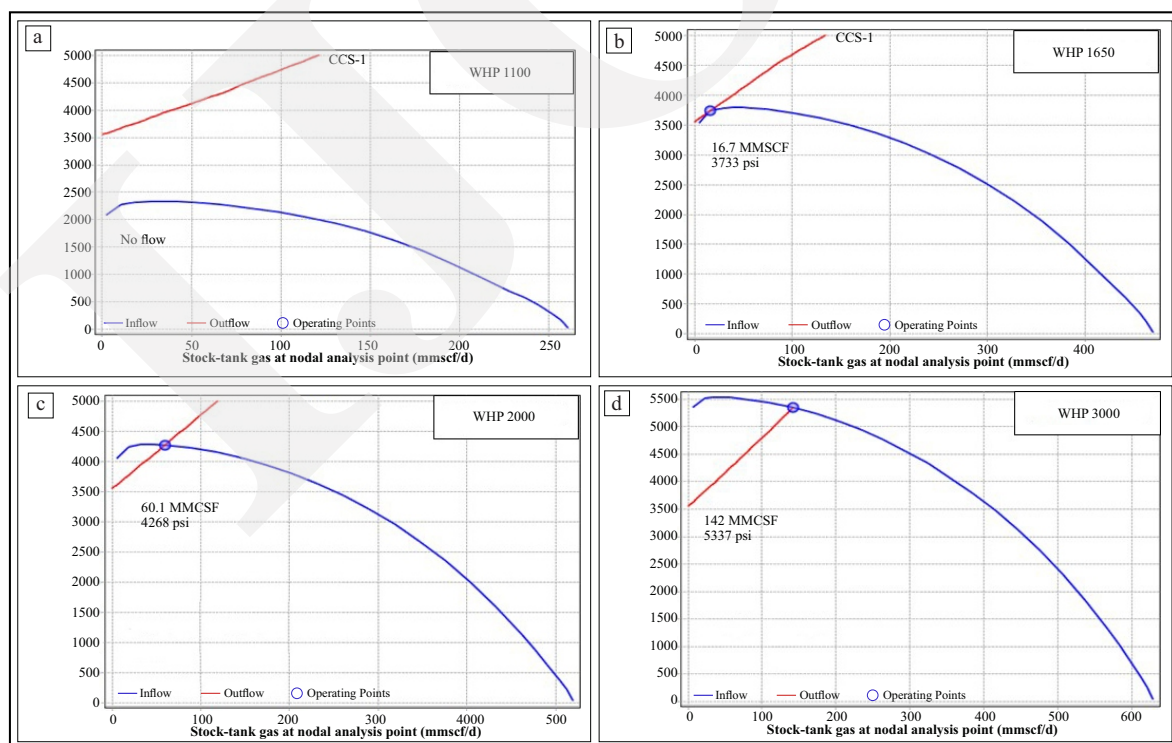 a
WHP 1100
CCS-1
5000
4500
4000
3500
3000
2500
2000
1500
1000
500
0
No flow
Inflow Outflow Operating Points
0 50 100 150 200 250
Stock-tank gas at nodal analysis point (mmscf/d)
b
WHP 1650
CCS-1
5000
4500
4000
3500
3000
2500
2000
1500
1000
500
0
16.7 MMSCF
3733 psi
Inflow Outflow Operating Points
0 100 200 300 400
Stock-tank gas at nodal analysis point (mmscf/d)
c
WHP 2000
5000
4500
4000
3500
3000
2500
2000
1500
1000
500
0
60.1 MMCSF
4268 psi
Inflow Outflow Operating Points
0 100 200 300 400 500
Stock-tank gas at nodal analysis point (mmscf/d)
d
WHP 3000
5500
5000
4500
4000
3500
3000
2500
2000
1500
1000
500
0
142 MMCSF
5337 psi
Inflow Outflow Operating Points
0 100 200 300 400 500 600
Stock-tank gas at nodal analysis point (mmscf/d)